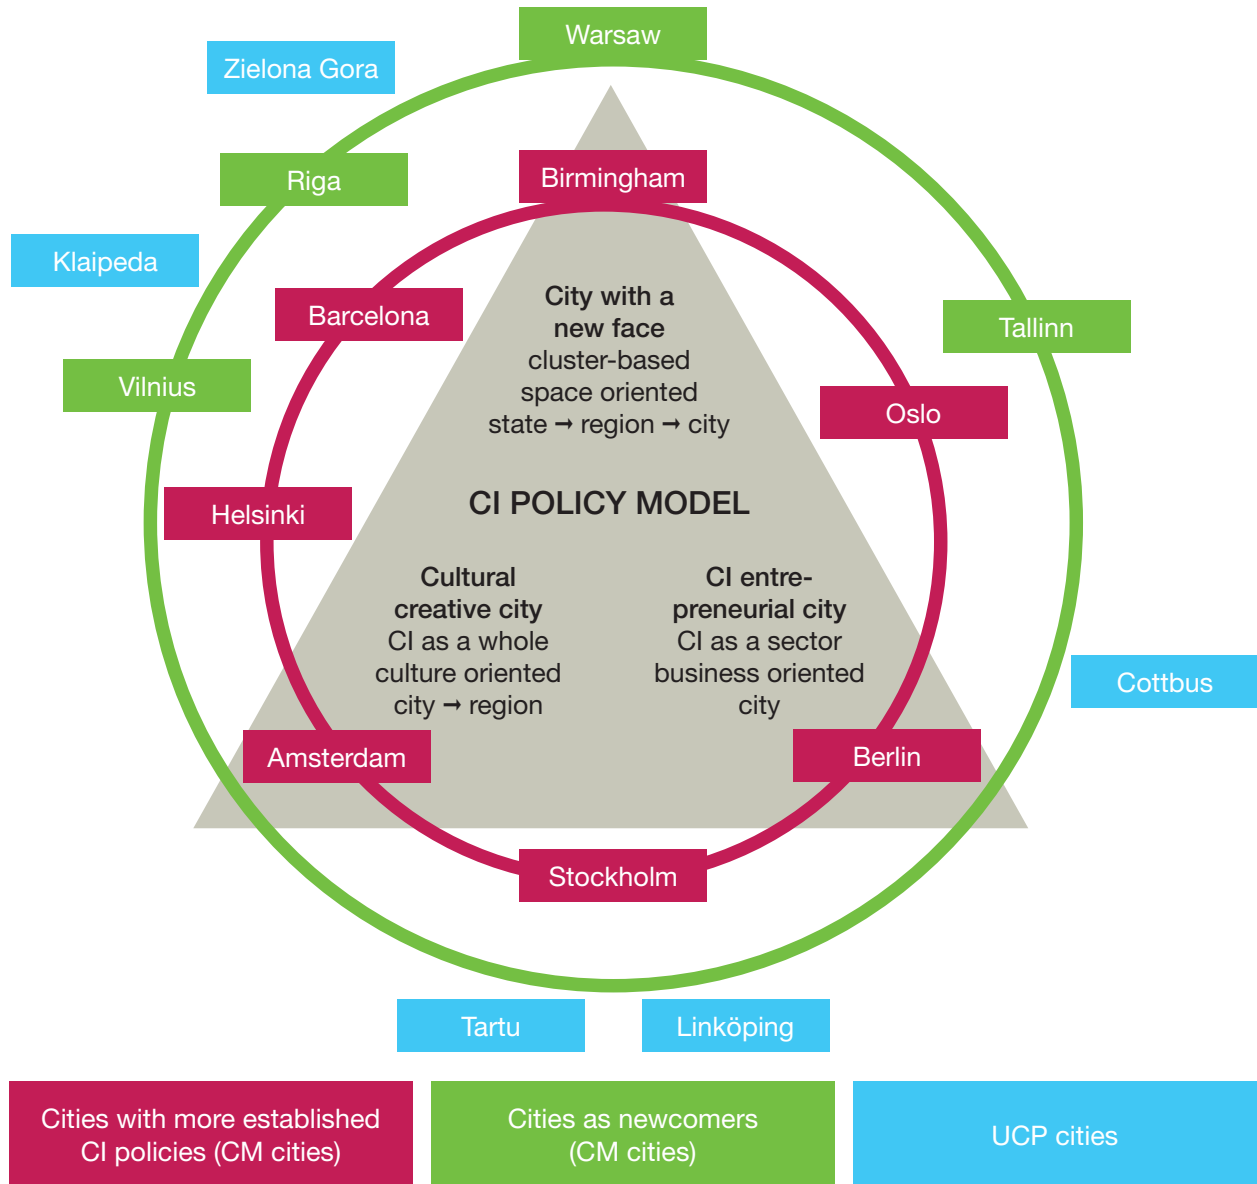 Warsaw
Zielona Gora
Riga
Birmingham
Klaipeda
Barcelona
Tallinn
Vilnius
Oslo
City with a
new face
cluster-based
space oriented
state → region → city
Helsinki
CI POLICY MODEL
Cultural
creative city
CI as a whole
culture oriented
city → region
CI entre-
preneurial city
CI as a sector
business oriented
city
Cottbus
Amsterdam
Berlin
Stockholm
Tartu
Linköping
Cities with more established
CI policies (CM cities)
Cities as newcomers
(CM cities)
UCP cities